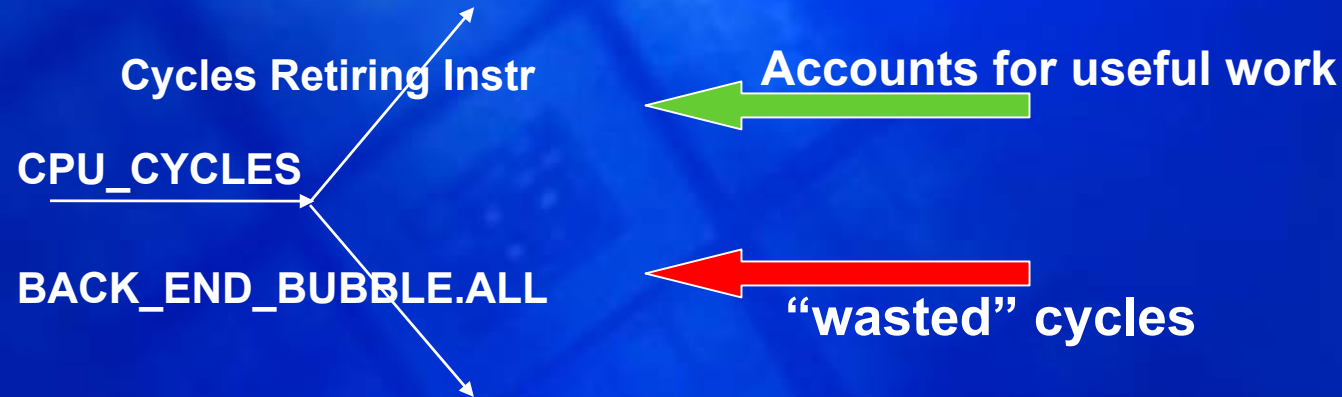 Cycles Retiring Instr
Accounts for useful work
CPU_CYCLES
BACK_END_BUBBLE.ALL
“wasted” cycles